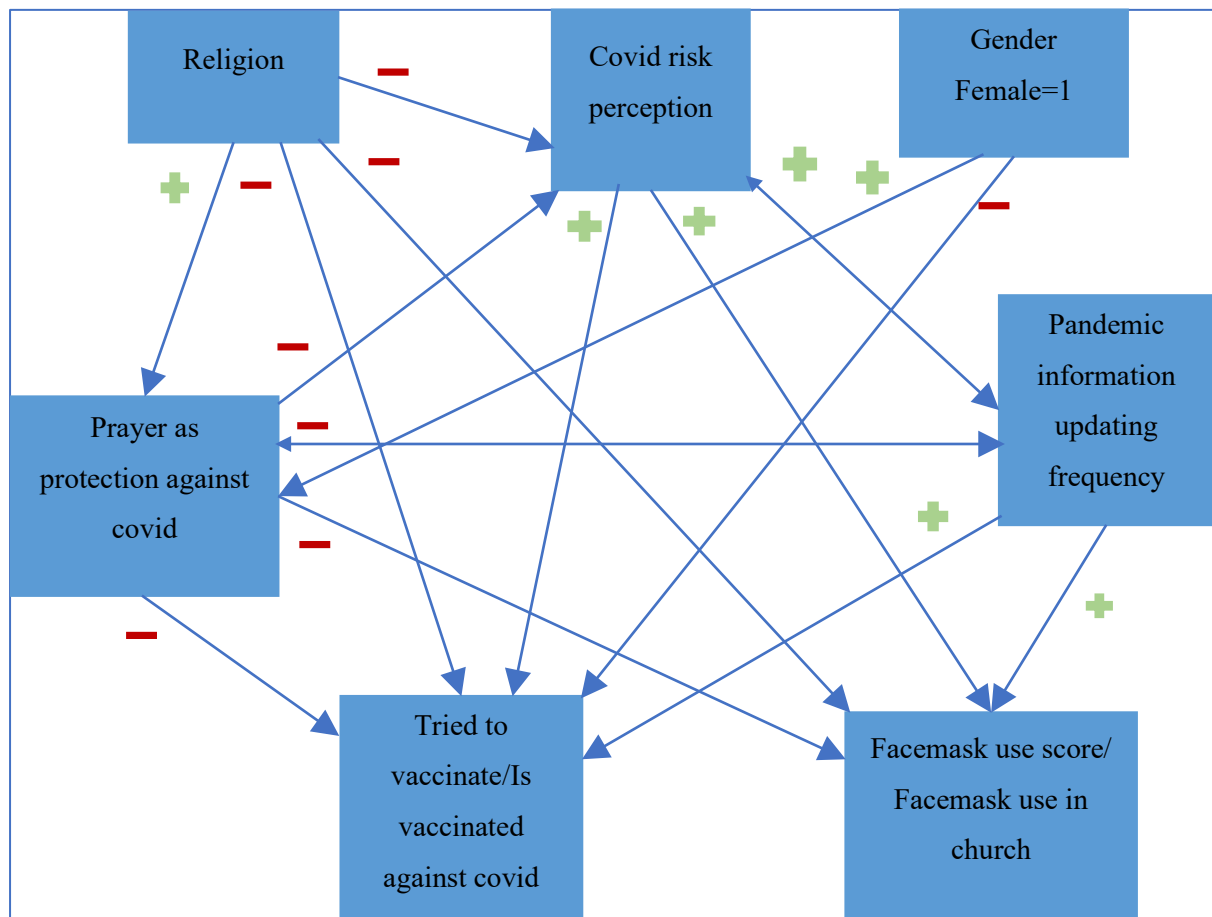 Religion
Covid risk
perception
Gender
Female=1
Pandemic
information
updating
frequency
Prayer as
protection against
covid
Tried to
vaccinate/Is
vaccinated
against covid
Facemask use score/
Facemask use in
church